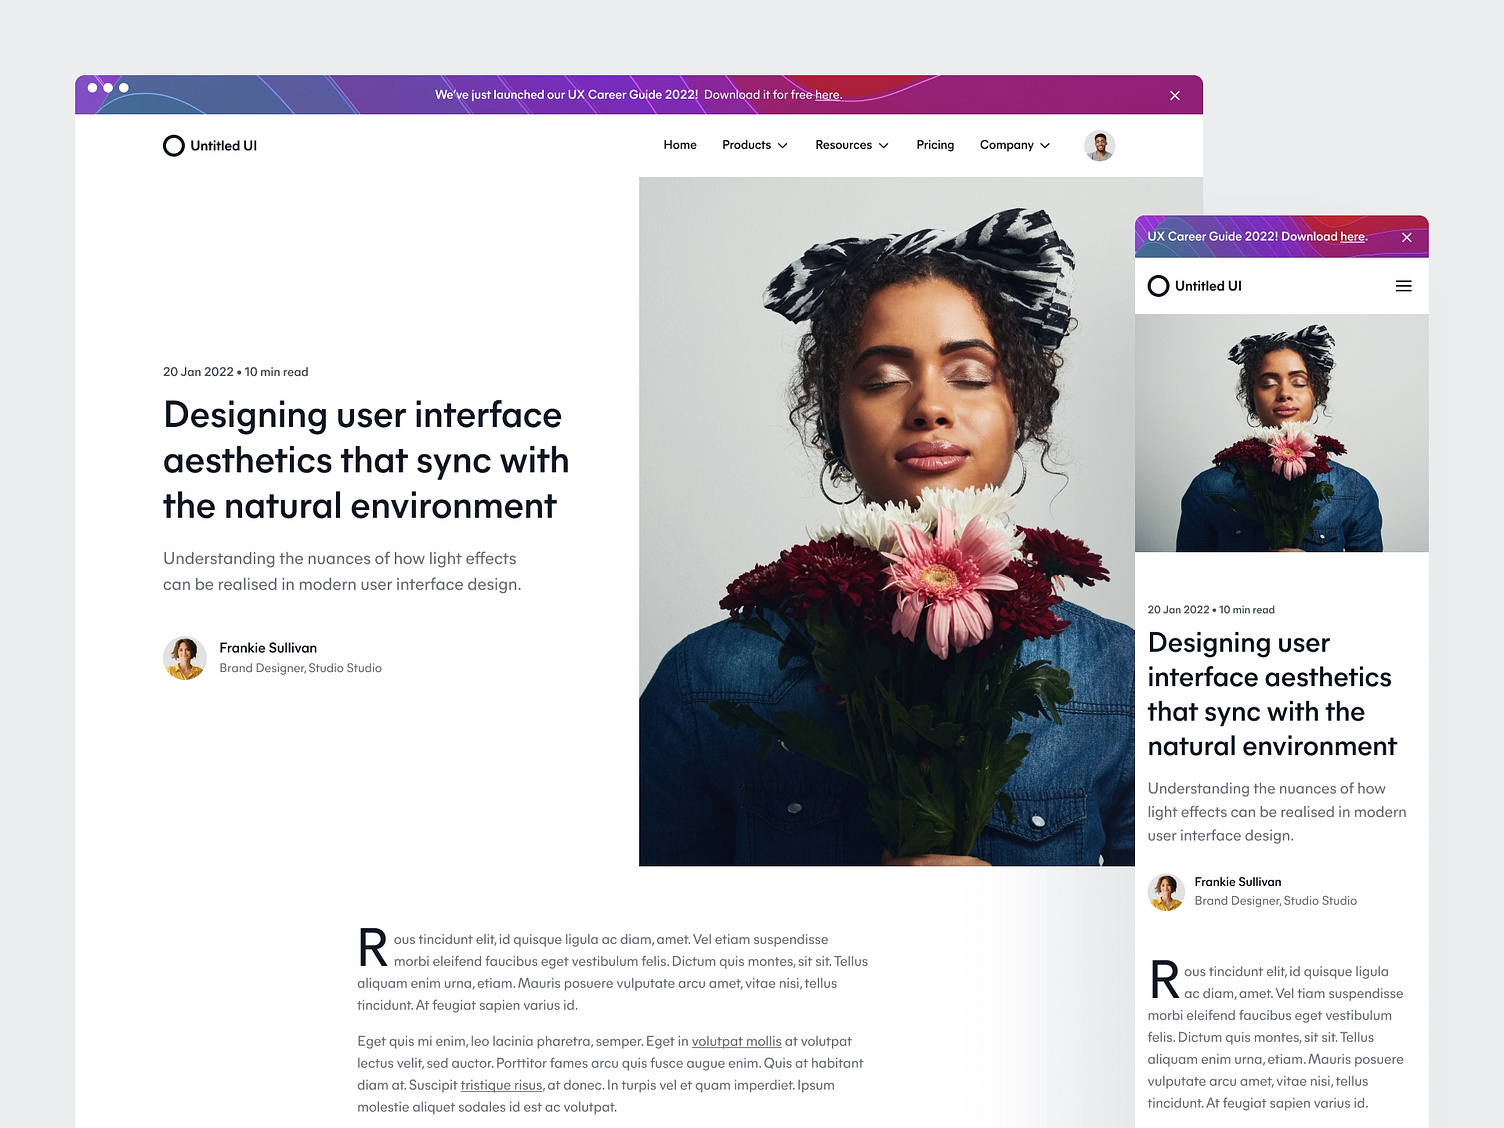 We've just launched our UX Career Guide 2022! Download it for free here.
Untitled UI
Home Products Resources Pricing Company
20 Jan 2022 • 10 min read
Designing user interface
aesthetics that sync with
the natural environment
Understanding the nuances of how light effects
can be realised in modern user interface design.
Frankie Sullivan
Brand Designer, Studio Studio
Rous tincidunt elit, id quisque ligula ac diam, amet. Vel etiam suspendisse
morbi eleifend faucibus eget vestibulum felis. Dictum quis montes, sit sit. Tellus
aliquam enim urna, etiam. Mauris posuere vulputate arcu amet, vitae nisi, tellus
tincidunt. At feugiat sapien varius id.
Eget quis mi enim, leo lacinia pharetra, semper. Eget in volutpat mollis at volutpat
lectus velit, sed auctor. Porttitor fames arcu quis fusce augue enim. Quis at habitant
diam at. Suscipit tristique risus, at donec. In turpis vel et quam imperdiet. Ipsum
molestie aliquet sodales id est ac volutpat.
UX Career Guide 2022! Download here.
Untitled UI
20 Jan 2022 • 10 min read
Designing user
interface aesthetics
that sync with the
natural environment
Understanding the nuances of how
light effects can be realised in modern
user interface design.
Frankie Sullivan
Brand Designer, Studio Studio
Rous tincidunt elit, id quisque ligula
ac diam, amet. Vel tiam suspendisse
morbi eleifend faucibus eget vestibulum
felis. Dictum quis montes, sit sit. Tellus
aliquam enim urna, etiam. Mauris posuere
vulputate arcu amet, vitae nisi, tellus
tincidunt. At feugiat sapien varius id.